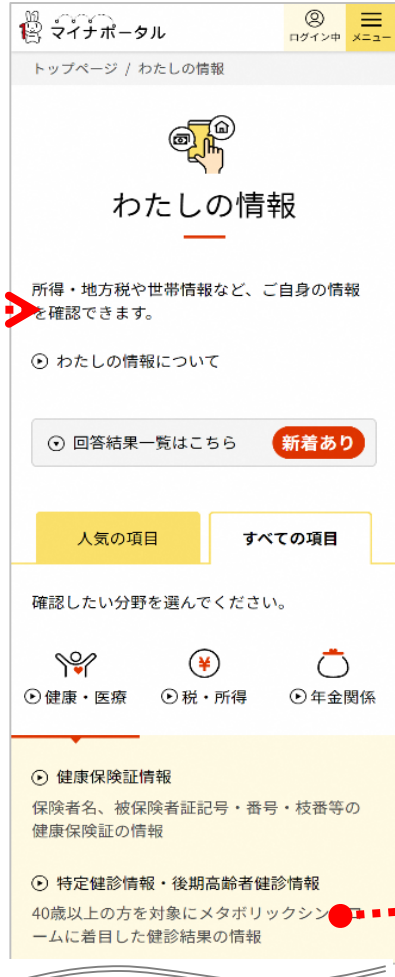 マイナポータル
ログイン中
メニュー
トップページ / わたしの情報
わたしの情報
所得・地方税や世帯情報など、ご自身の情報
を確認できます。
わたしの情報について
回答結果一覧はこちら 新着あり
人気の項目 すべての項目
確認したい分野を選んでください。
健康・医療 税・所得 年金関係
健康保険証情報
保険者名、被保険者証記号・番号・枝番等の
健康保険証の情報
特定健診情報・後期高齢者健診情報
40歳以上の方を対象にメタボリックシン
ームに着目した健診結果の情報